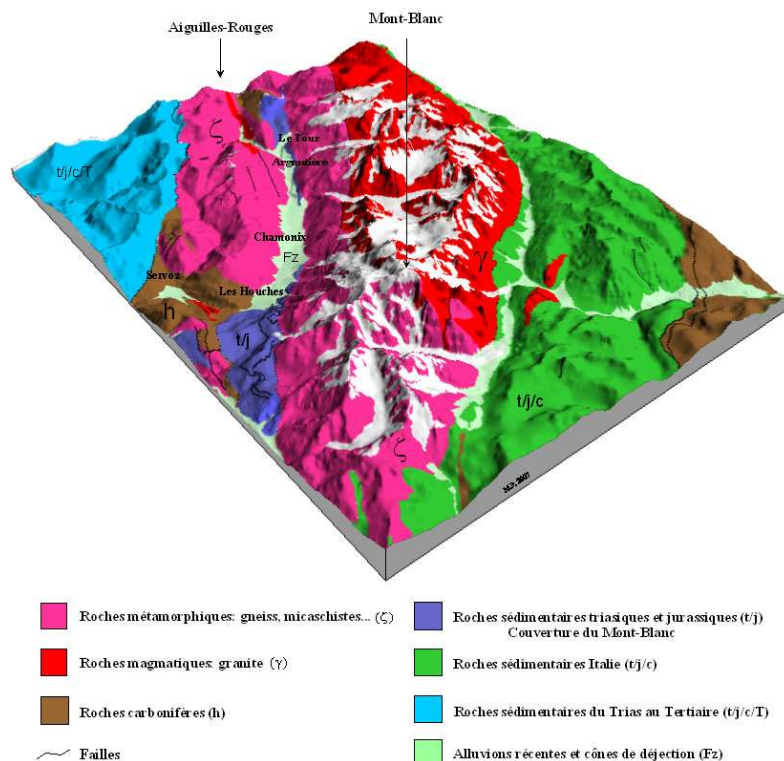 Mont-Blanc
Aiguilles-Rouges
ζ
Le Tour
Argentière
t/j/c/T
Chamonix
Fz
γ
Servoz
Les Houches
h
t/j
t/j/c
ζ
M.P. 2007
Roches métamorphiques: gneiss, micaschistes... (ζ)
Roches magmatiques: granite (γ)
Roches carbonifères (h)
Failles
Roches sédimentaires triasiques et jurassiques (t/j)
Couverture du Mont-Blanc
Roches sédimentaires Italie (t/j/c)
Roches sédimentaires du Trias au Tertiaire (t/j/c/T)
Alluvions récentes et cônes de déjection (Fz)